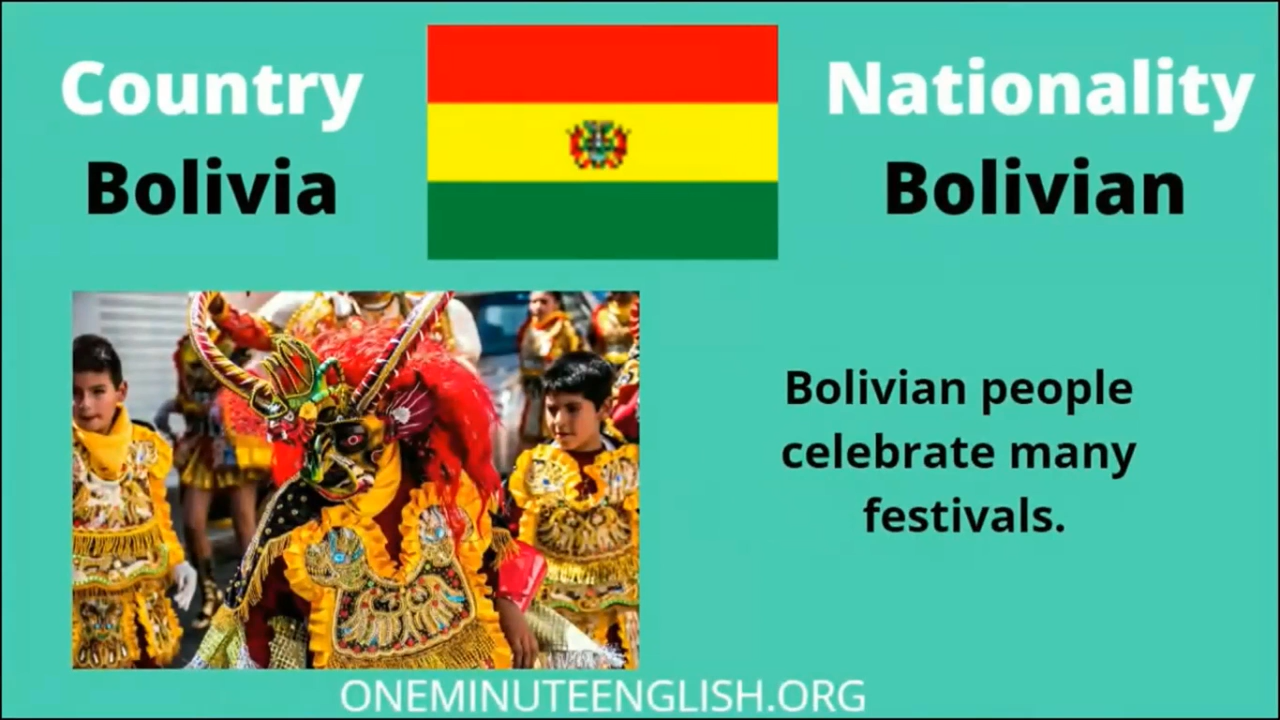 Country
Bolivia
Nationality
Bolivian
Bolivian people
celebrate many
festivals.
ONEMINUTEENGLISH.ORG